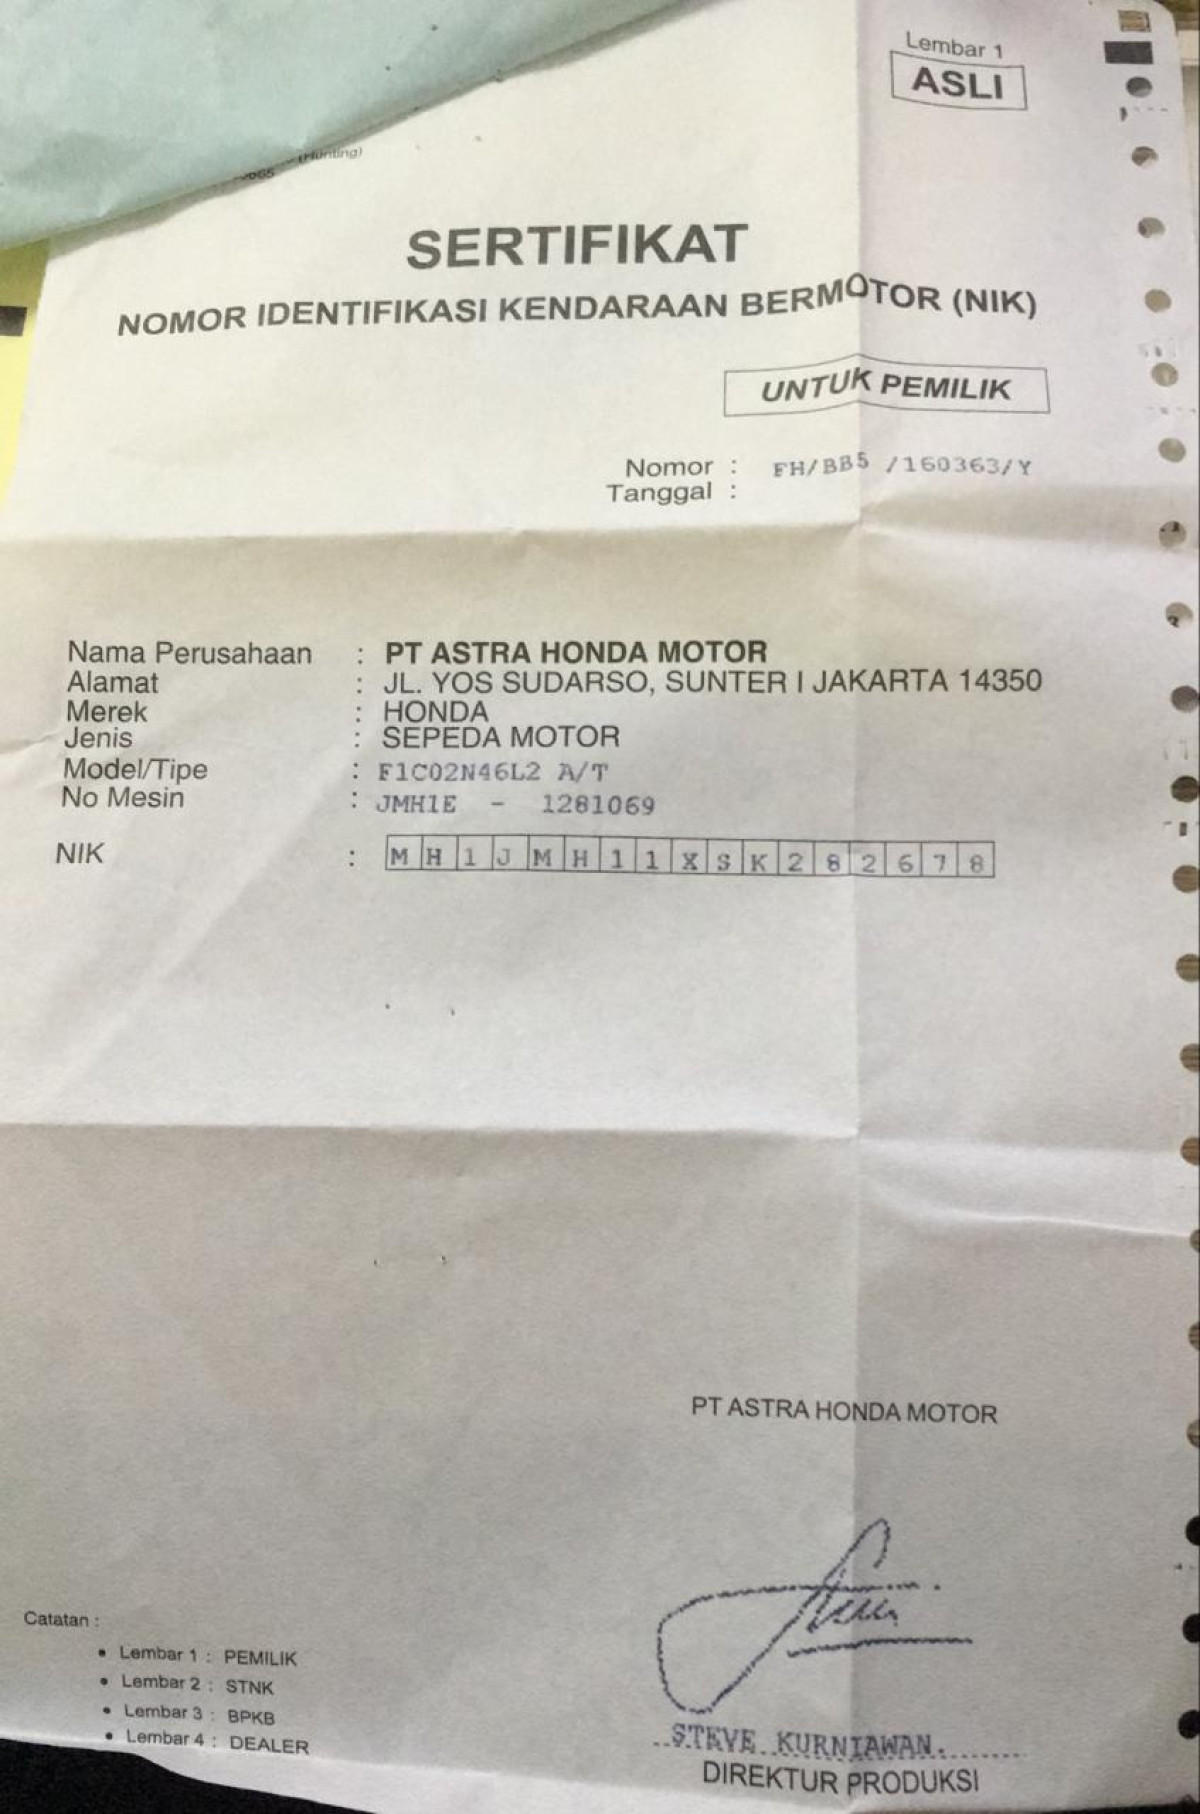 Lembar 1
ASLI
(Hunting)
SERTIFIKAT
NOMOR IDENTIFIKASI KENDARAAN BERMOTOR (NIK)
UNTUK PEMILIK
Nomor : FH/BB5 /160363/Y
Tanggal :
Nama Perusahaan : PT ASTRA HONDA MOTOR
Alamat : JL. YOS SUDARSO, SUNTER I JAKARTA 14350
Merek : HONDA
Jenis : SEPEDA MOTOR
Model/Tipe : F1C02N46L2 A/T
No Mesin : JMH1E - 1281069
NIK : MH1JMH11XSK282678
PT ASTRA HONDA MOTOR
STEVE KURNIAWAN.
DIREKTUR PRODUKSI
Catatan :
• Lembar 1 : PEMILIK
• Lembar 2 : STNK
• Lembar 3 : BPKB
• Lembar 4 : DEALER